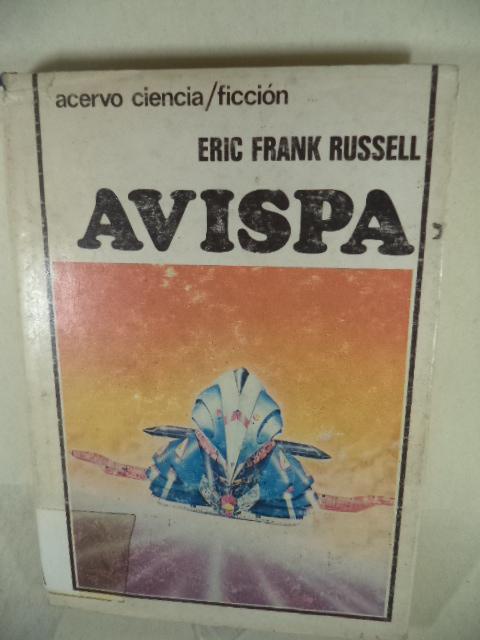 acervo ciencia/ficción
ERIC FRANK RUSSELL
AVISPA